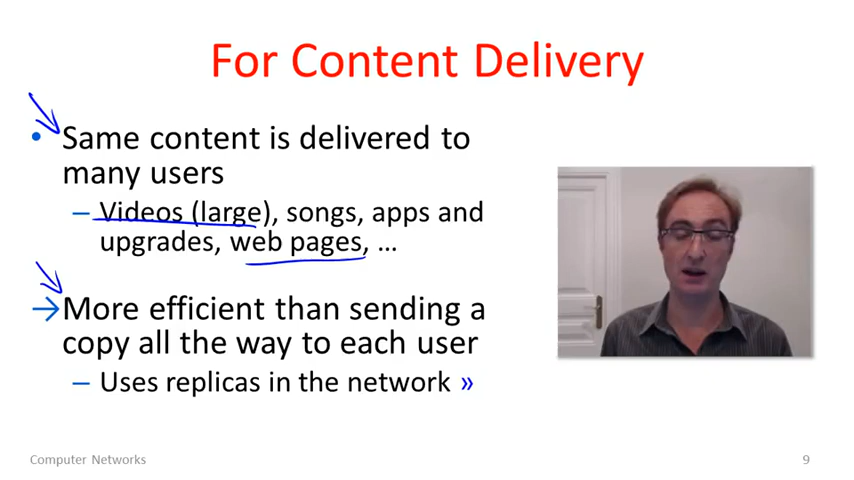 For Content Delivery
• Same content is delivered to
many users
– Videos (large), songs, apps and
upgrades, web pages, …
→More efficient than sending a
copy all the way to each user
– Uses replicas in the network »
Computer Networks
9